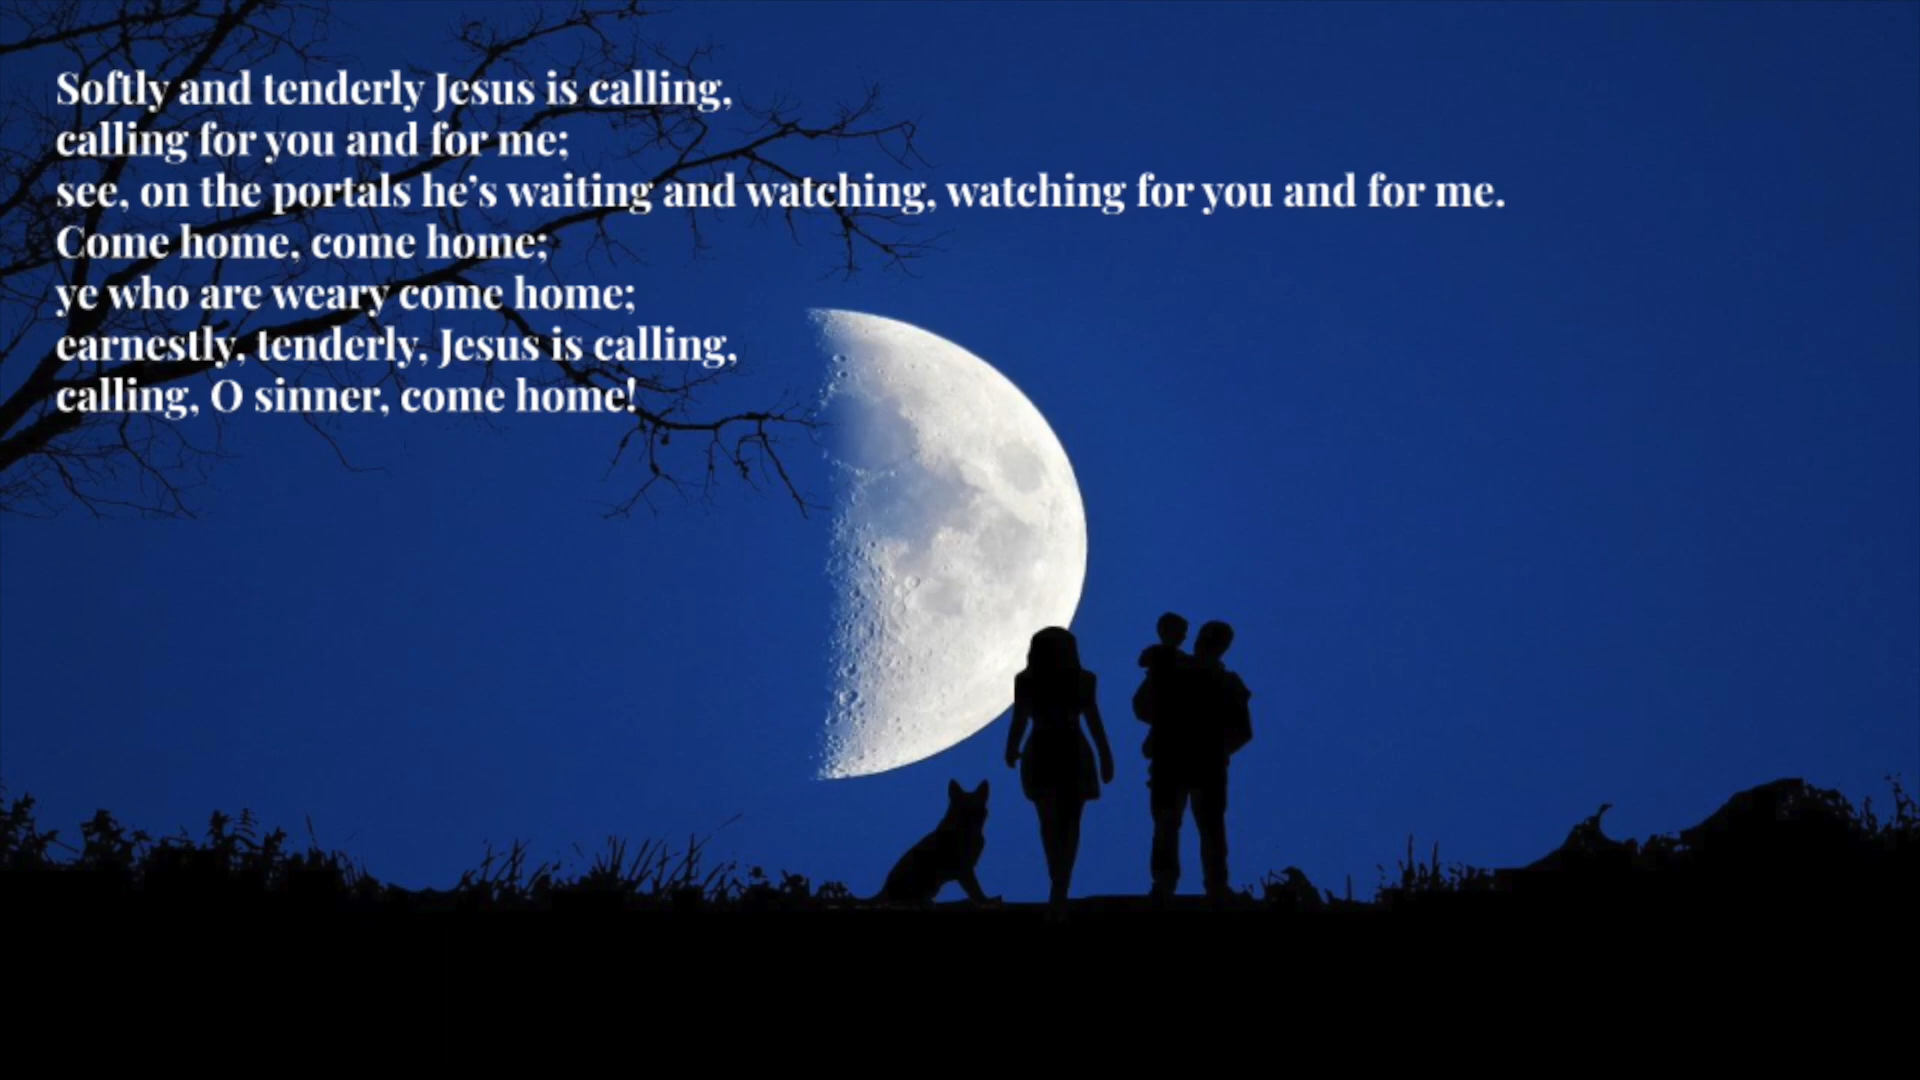 Softly and tenderly Jesus is calling,
calling for you and for me;
see, on the portals he’s waiting and watching, watching for you and for me.
Come home, come home;
ye who are weary come home;
earnestly, tenderly, Jesus is calling,
calling, O sinner, come home!